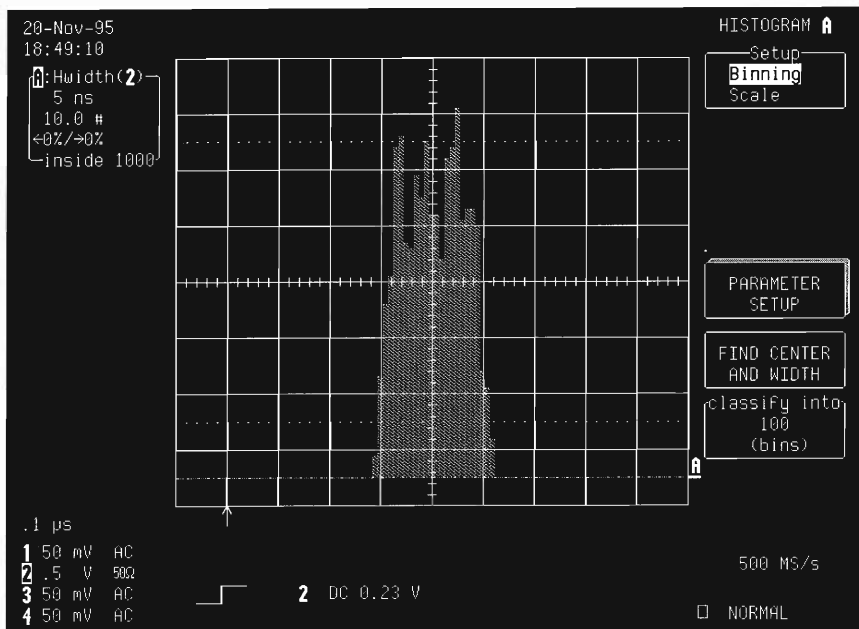 20-Nov-95
18:49:10
HISTOGRAM A
A:Hwidth(2)
5 ns
10.0 #
←0%/→0%
inside 1000
Setup
Binning
Scale
PARAMETER
SETUP
FIND CENTER
AND WIDTH
classify into
100
(bins)
A
.1 µs
1 50 mV AC
2 .5 V 50Ω
3 50 mV AC
4 50 mV AC
2 DC 0.23 V
500 MS/s
□ NORMAL